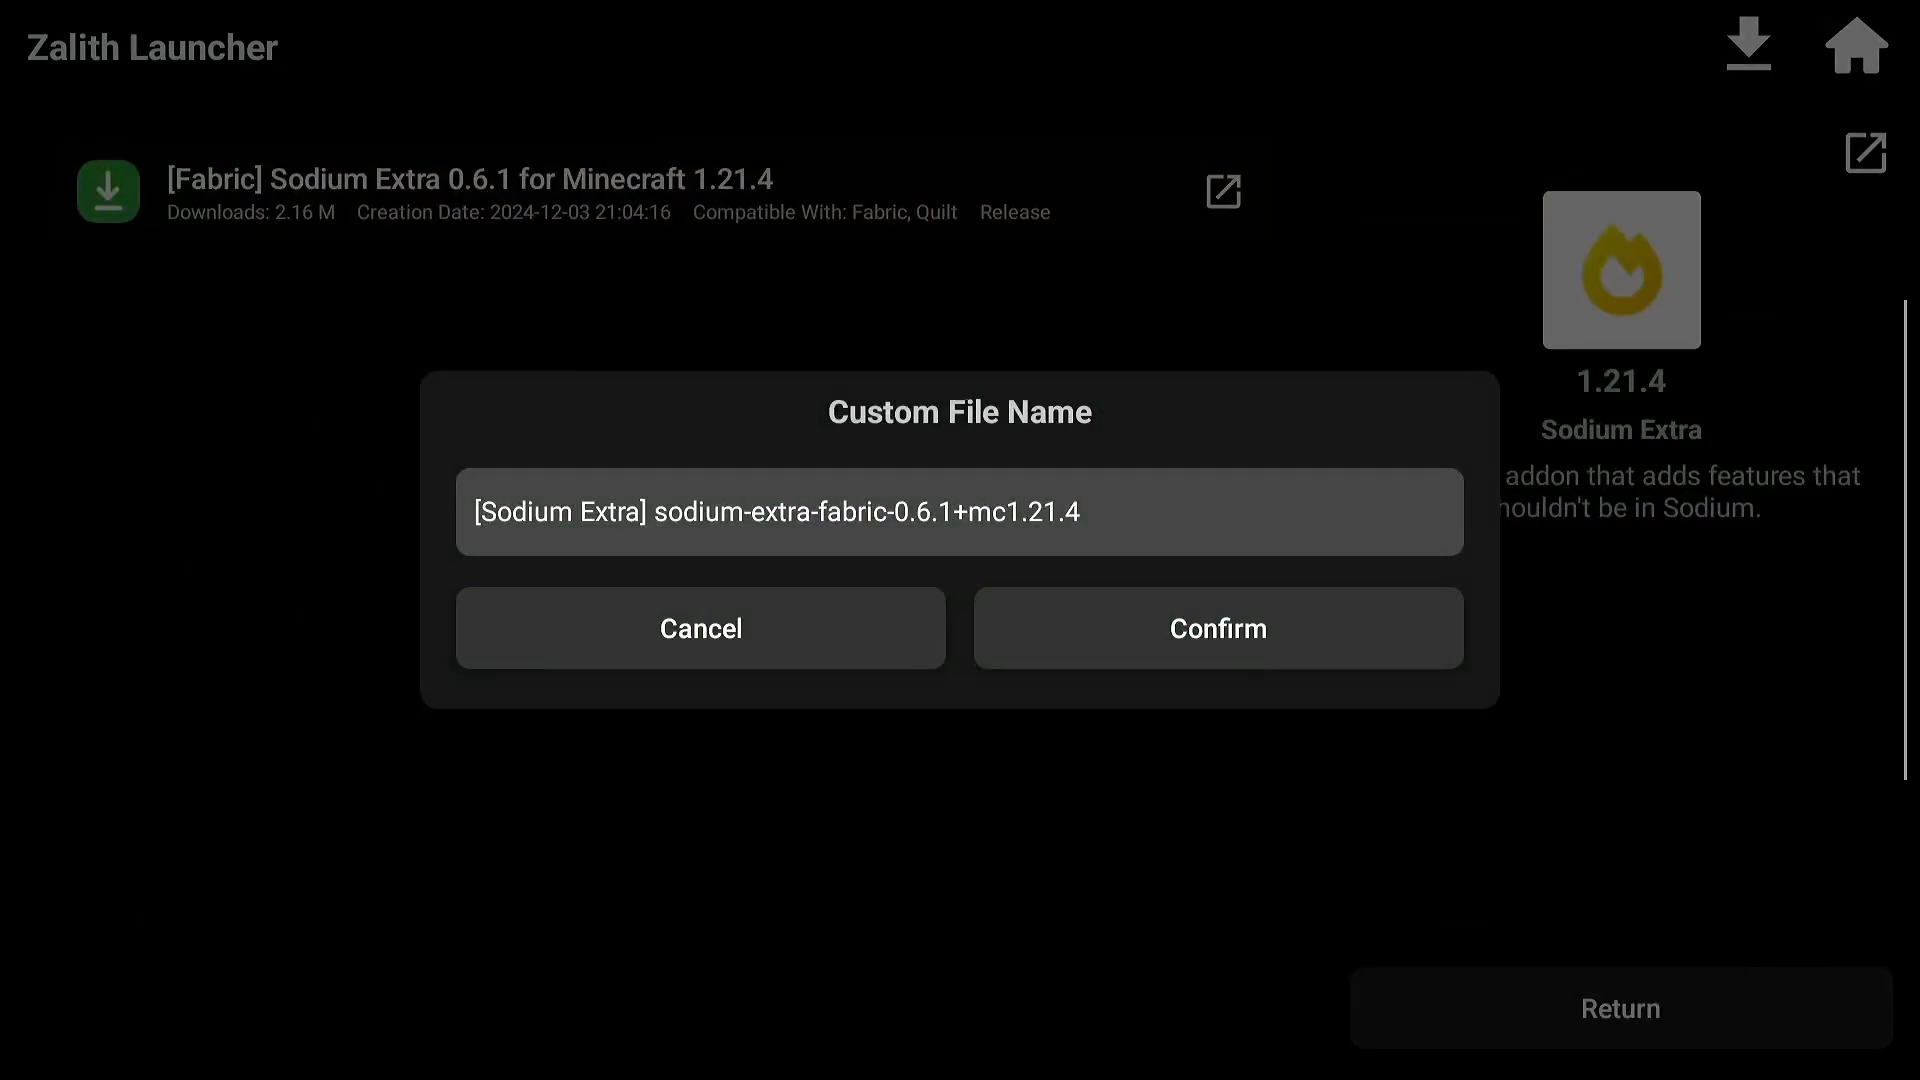 Zalith Launcher
[Fabric] Sodium Extra 0.6.1 for Minecraft 1.21.4
Downloads: 2.16 M Creation Date: 2024-12-03 21:04:16 Compatible With: Fabric, Quilt Release
1.21.4
Sodium Extra
addon that adds features that
houldn't be in Sodium.
Custom File Name
[Sodium Extra] sodium-extra-fabric-0.6.1+mc1.21.4
Cancel
Confirm
Return